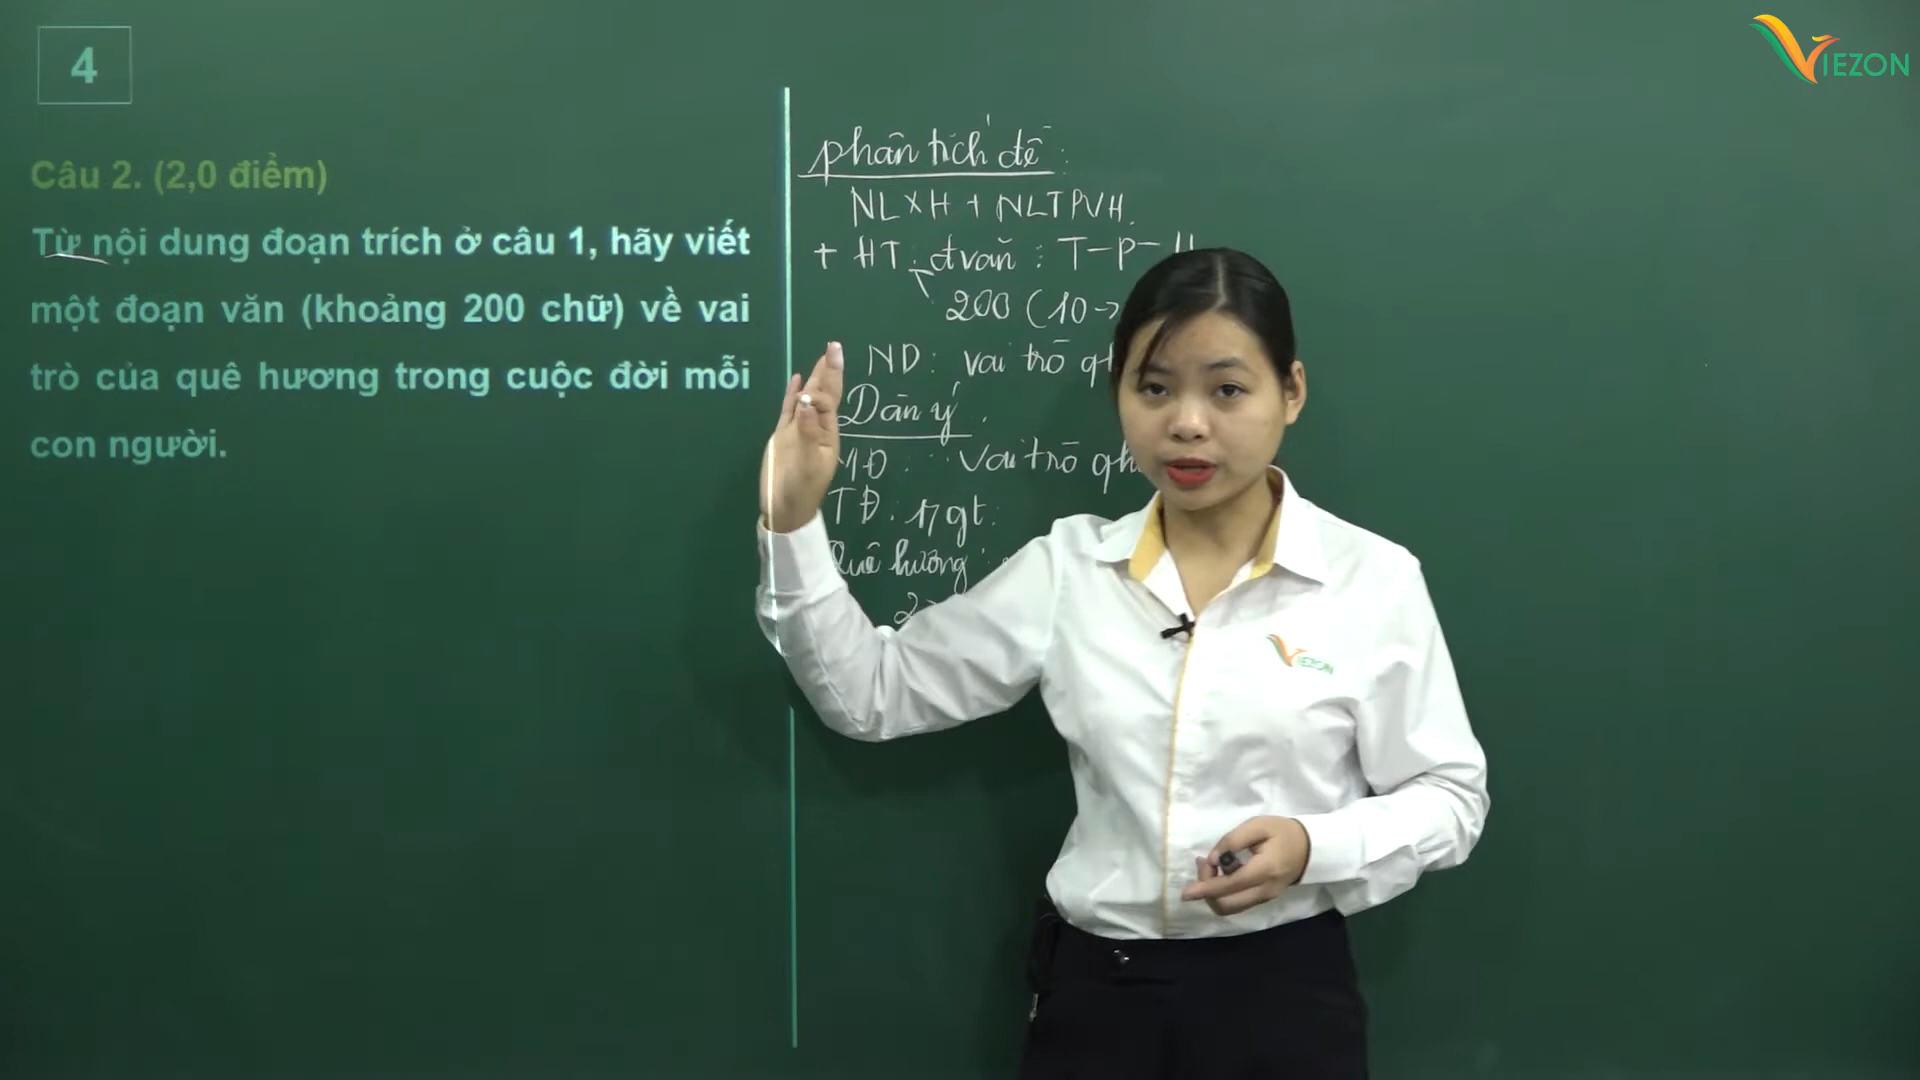 4
VIEZON
Câu 2. (2,0 điểm)
Từ nội dung đoạn trích ở câu 1, hãy viết
một đoạn văn (khoảng 200 chữ) về vai
trò của quê hương trong cuộc đời mỗi
con người.
phân tích đề:
NLXH + NLTPVH.
+ HT: đvăn: T-P-H
200 (10→
ND: vai trò
Dàn ý.
MĐ: Vai trò
TĐ. 1, gt:
Quê hương:
VIEZON